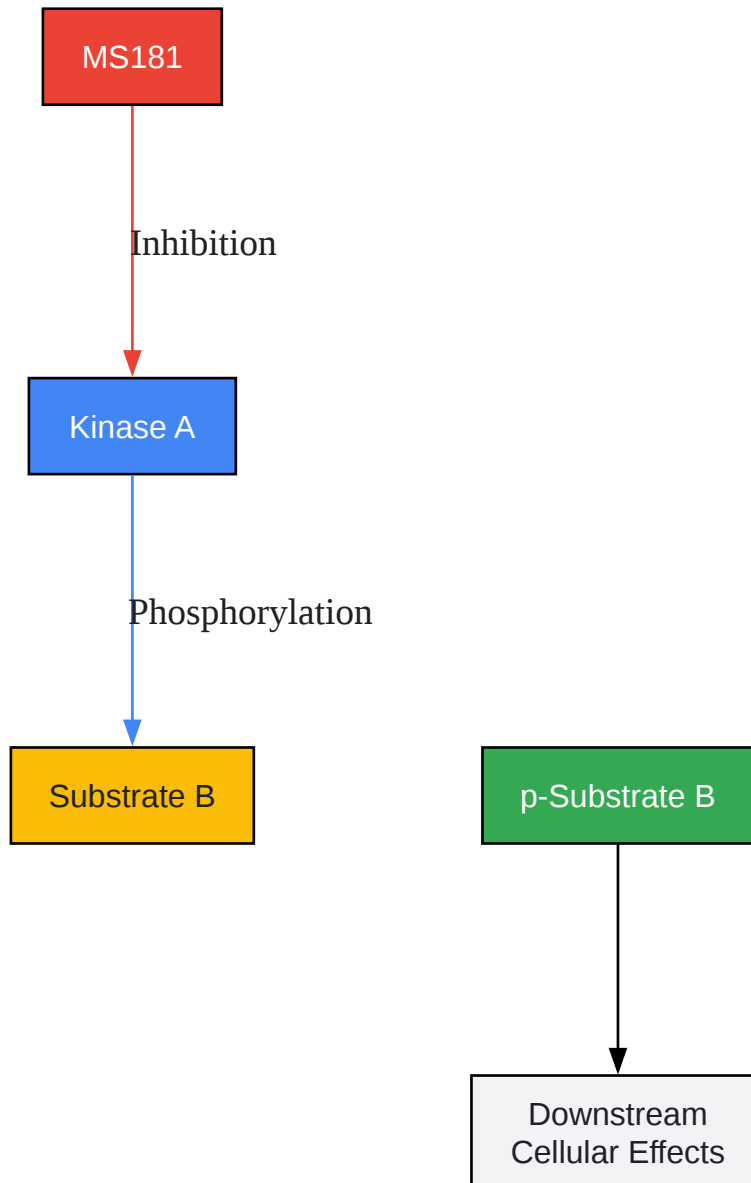 MS181
Inhibition
Kinase A
Phosphorylation
Substrate B
p-Substrate B
Downstream
Cellular Effects